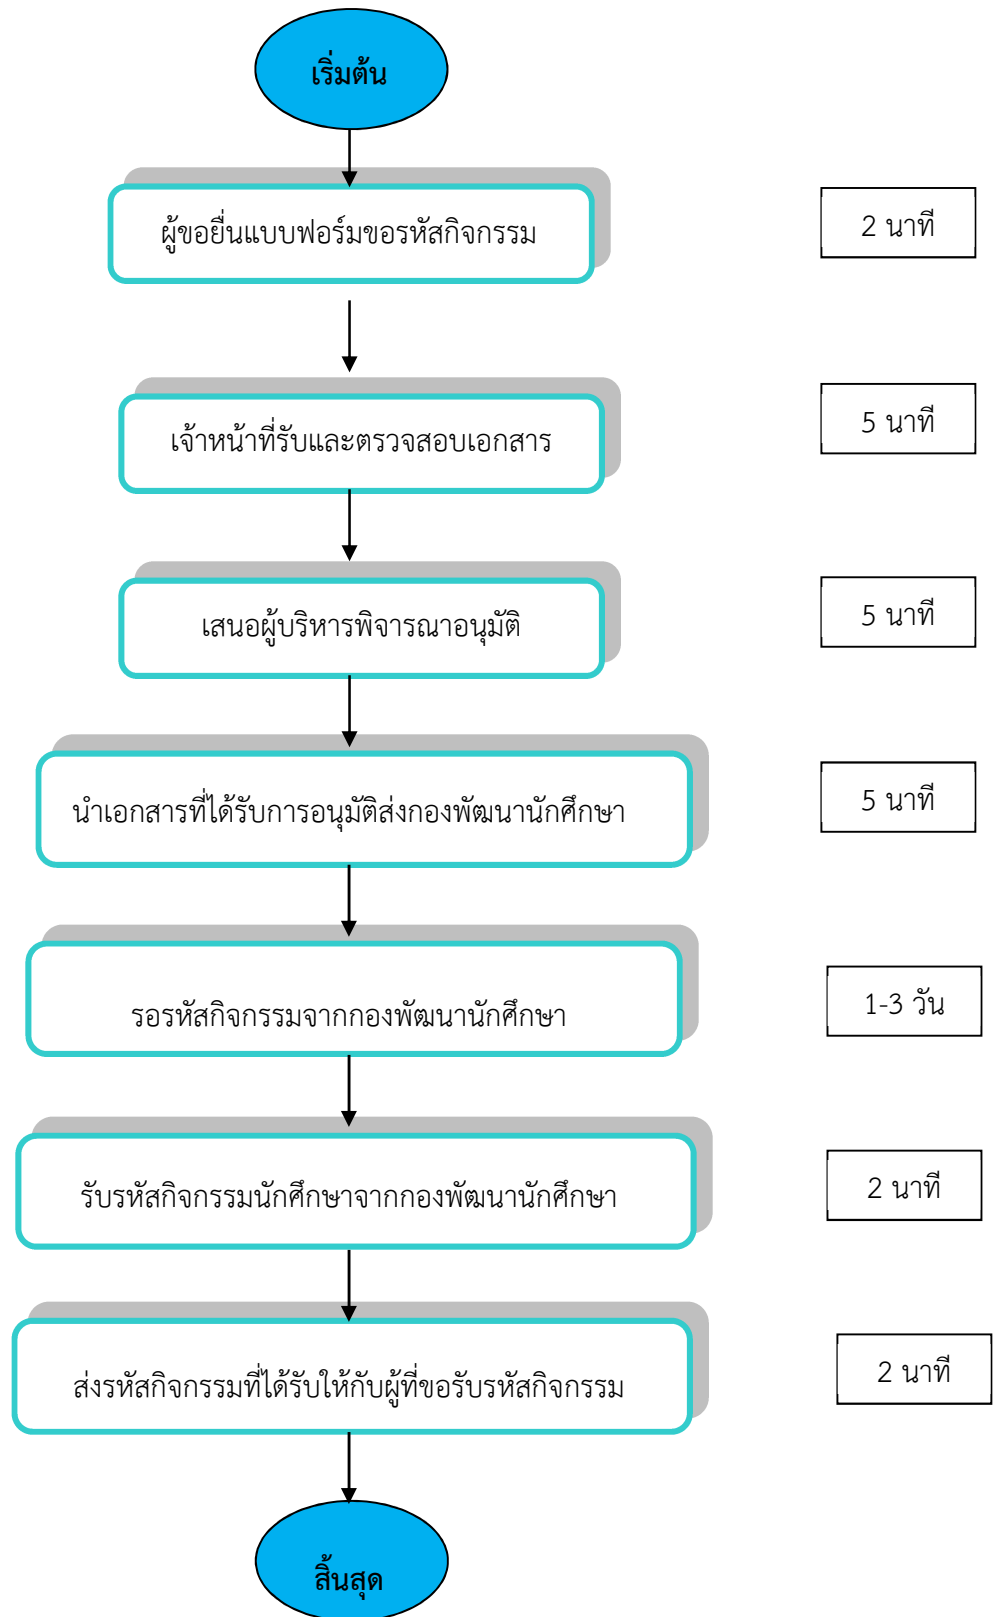 เริ่มต้น
ผู้ขอยื่นแบบฟอร์มขอรหัสกิจกรรม
2 นาที
เจ้าหน้าที่รับและตรวจสอบเอกสาร
5 นาที
เสนอผู้บริหารพิจารณาอนุมัติ
5 นาที
นำเอกสารที่ได้รับการอนุมัติส่งกองพัฒนานักศึกษา
5 นาที
รอรหัสกิจกรรมจากกองพัฒนานักศึกษา
1-3 วัน
รับรหัสกิจกรรมนักศึกษาจากกองพัฒนานักศึกษา
2 นาที
ส่งรหัสกิจกรรมที่ได้รับให้กับผู้ที่ขอรับรหัสกิจกรรม
2 นาที
สิ้นสุด